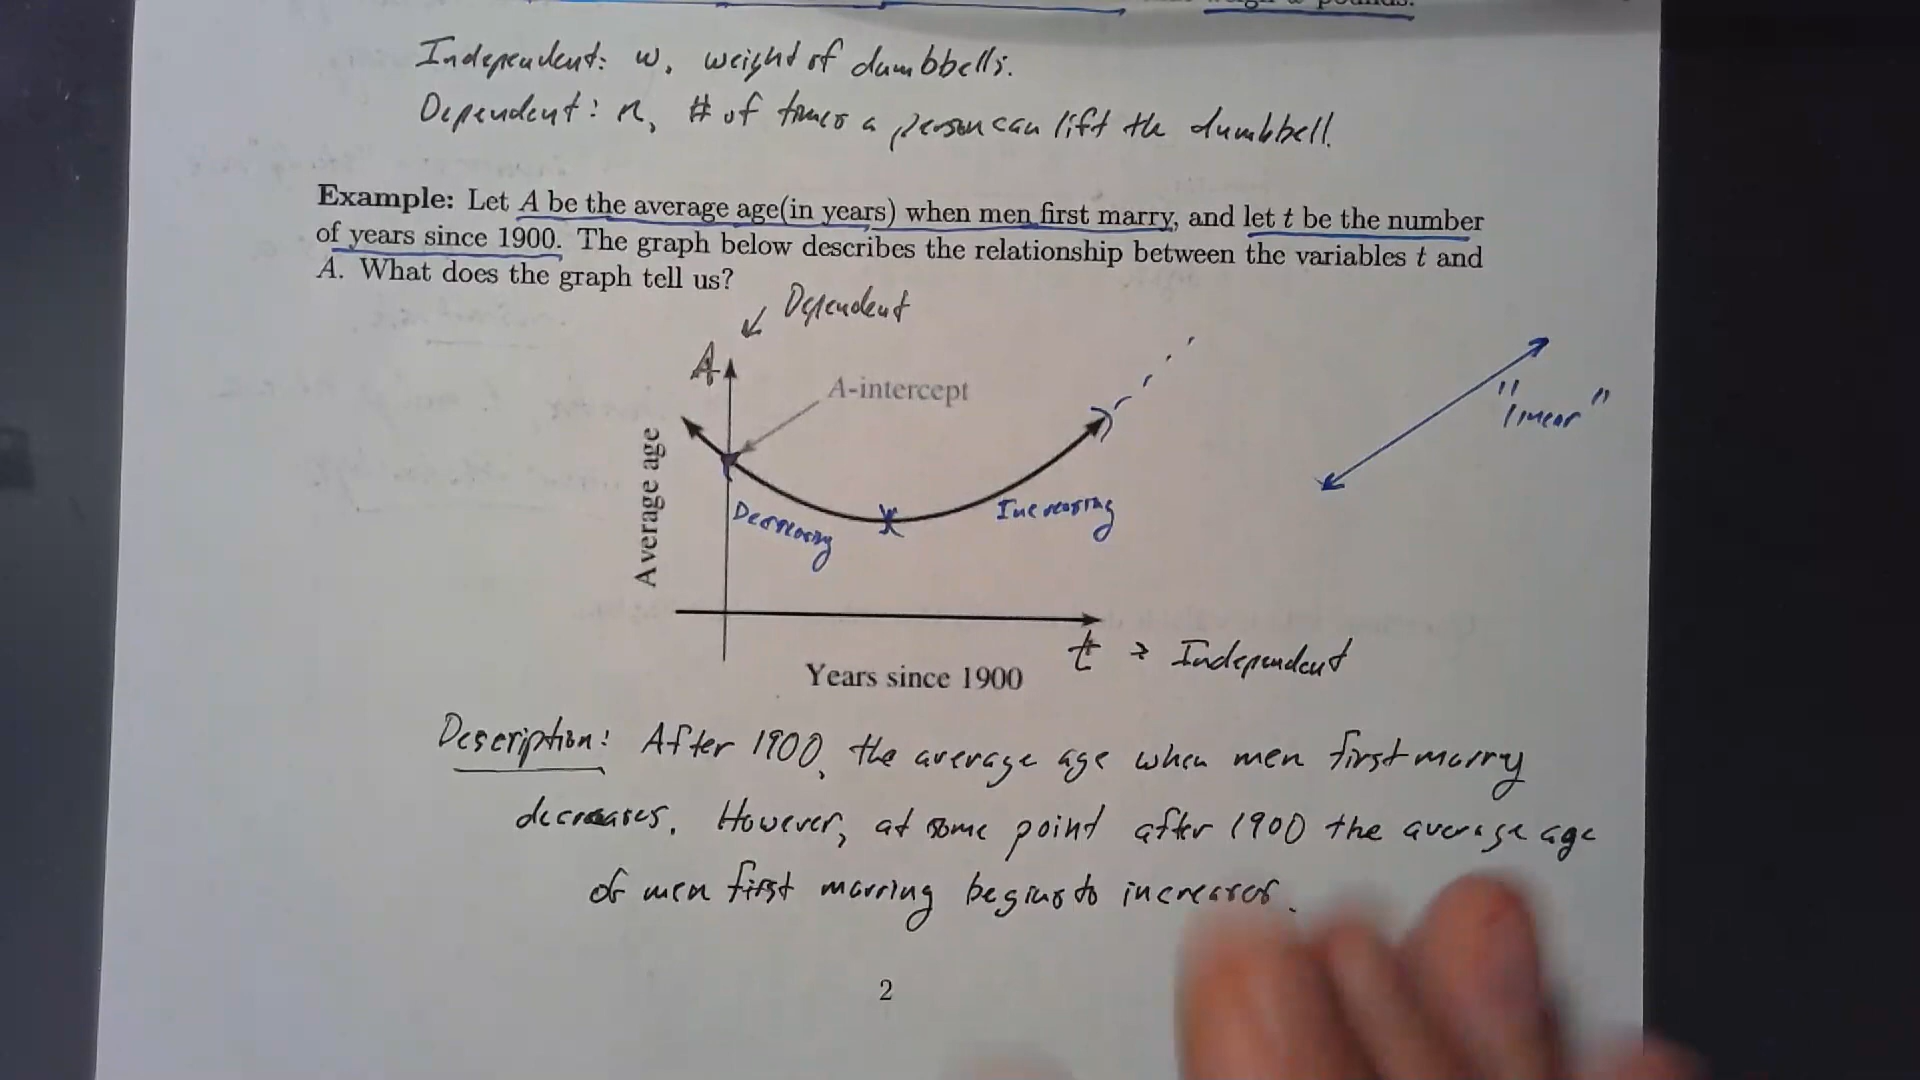 pounds.
Independent: w, weight of dumbbells.
Dependent: n, # of times a person can lift the dumbbell.
Example: Let A be the average age(in years) when men first marry, and let t be the number
of years since 1900. The graph below describes the relationship between the variables t and
A. What does the graph tell us?
Dependent
A
A-intercept
"linear"
Average age
Decreasing
Increasing
t → Independent
Years since 1900
Description: After 1900, the average age when men first marry
decreases. However, at some point after 1900 the average age
of men first marring begins to increases.
2